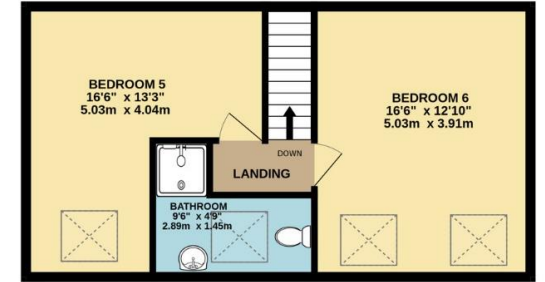 BEDROOM 5
16'6" x 13'3"
5.03m x 4.04m
BEDROOM 6
16'6" x 12'10"
5.03m x 3.91m
DOWN
LANDING
BATHROOM
9'6" x 4'9"
2.89m x 1.45m